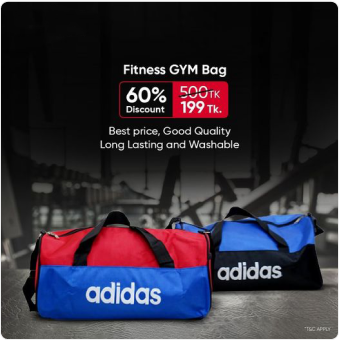 Fitness GYM Bag
60%
Discount
500TK
199 Tk.
Best price, Good Quality
Long Lasting and Washable
adidas
adidas
*T&C APPLY